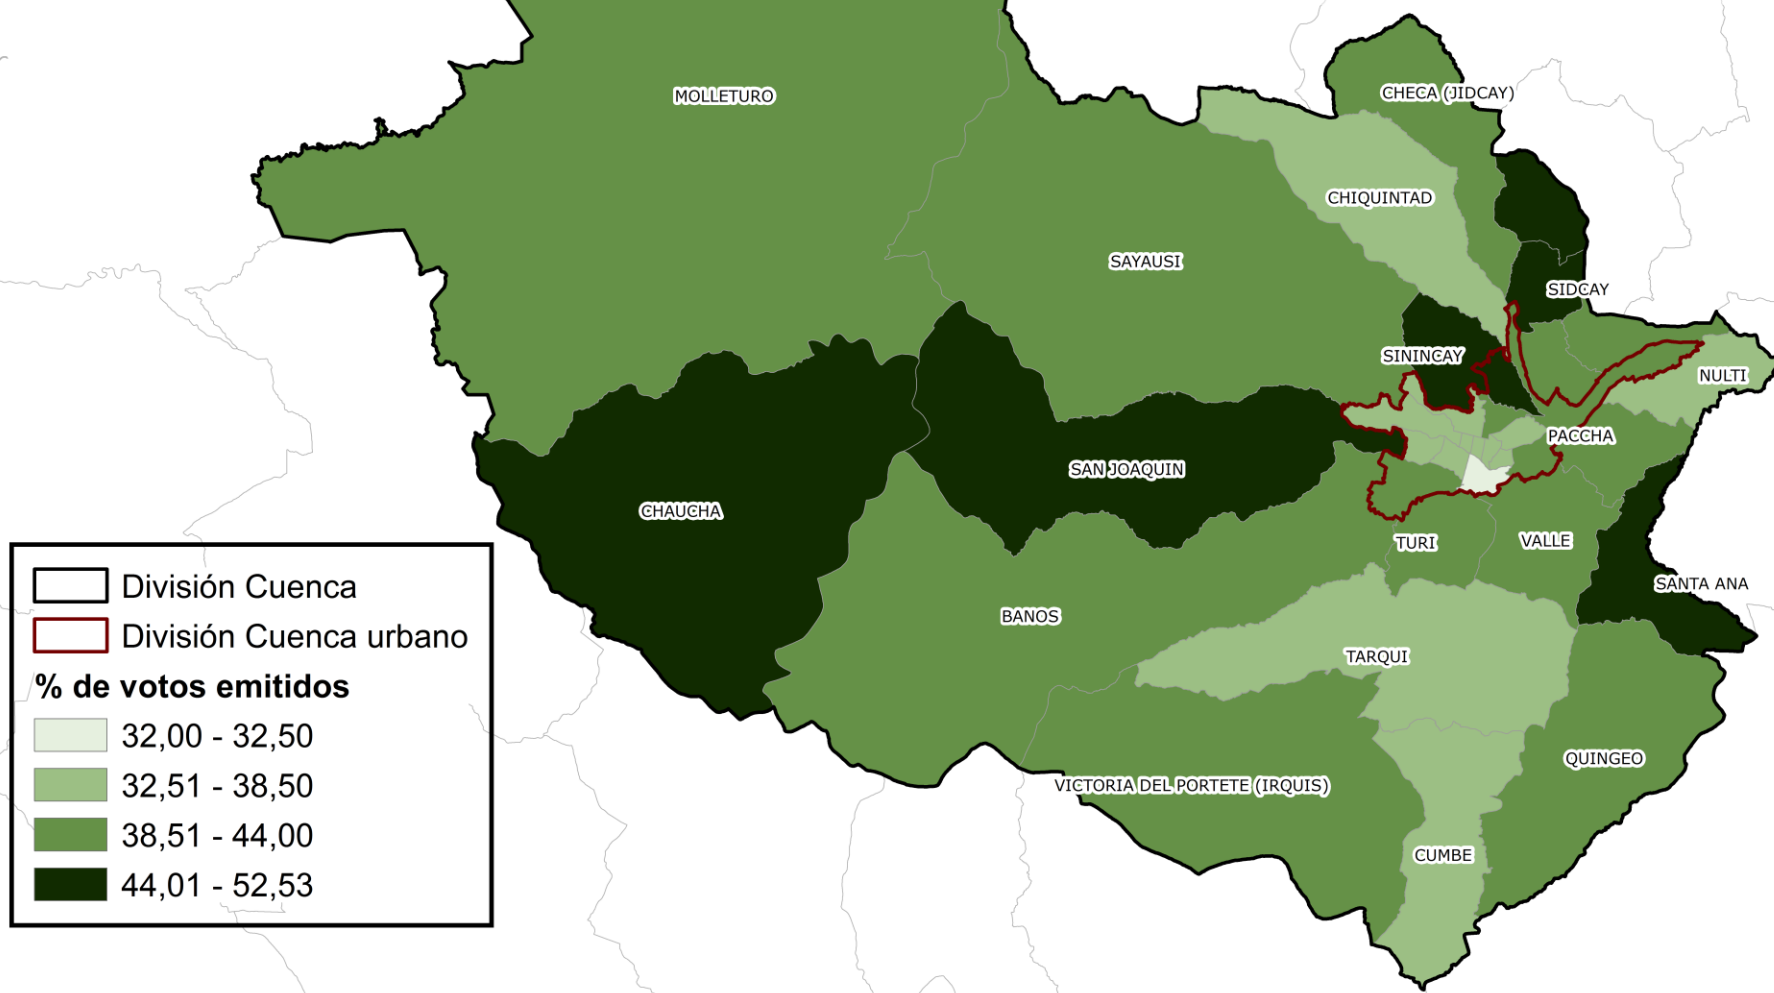 MOLLETURO
CHECA (JIDCAY)
CHIQUINTAD
SAYAUSI
SIDCAY
SININCAY
NULTI
PACCHA
SAN JOAQUIN
CHAUCHA
TURI
VALLE
SANTA ANA
BANOS
TARQUI
QUINGEO
VICTORIA DEL PORTETE (IRQUIS)
CUMBE
División Cuenca
División Cuenca urbano
% de votos emitidos
32,00 - 32,50
32,51 - 38,50
38,51 - 44,00
44,01 - 52,53